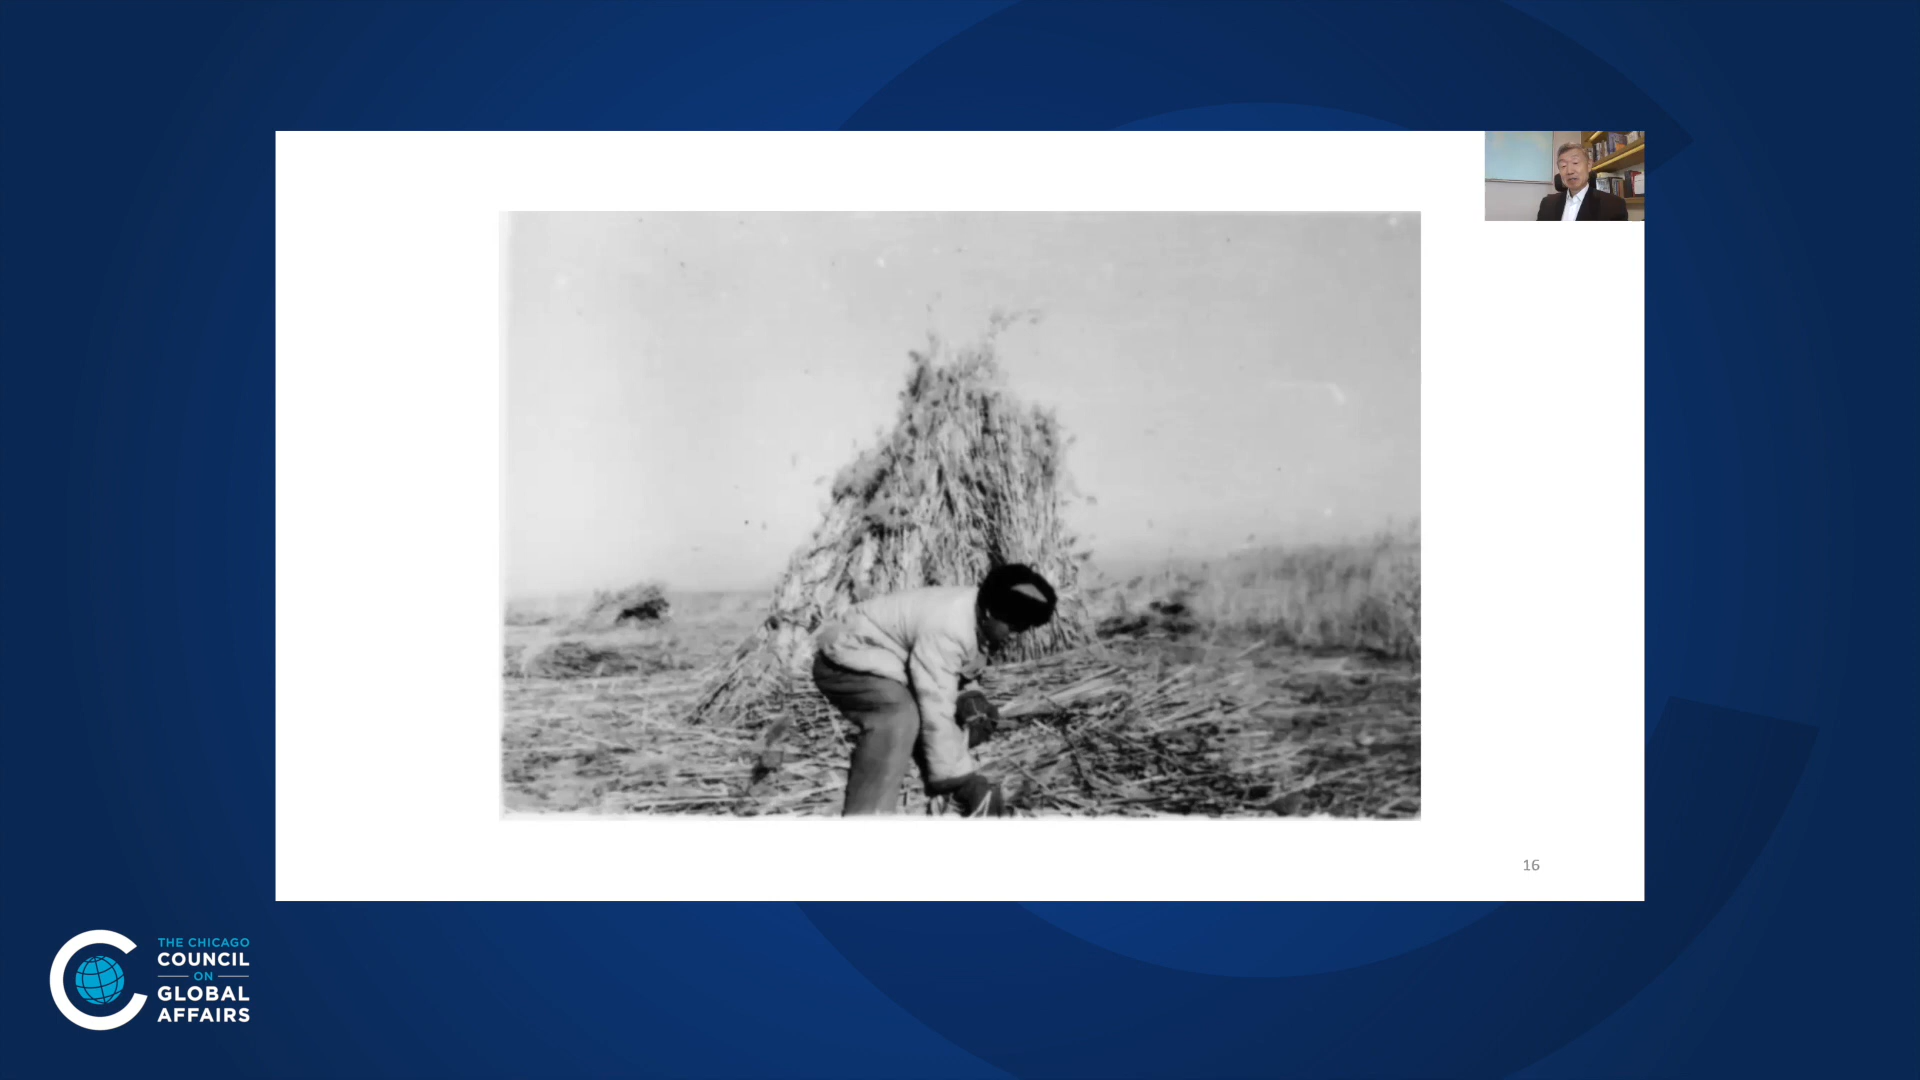 16
THE CHICAGO
COUNCIL
ON
GLOBAL
AFFAIRS